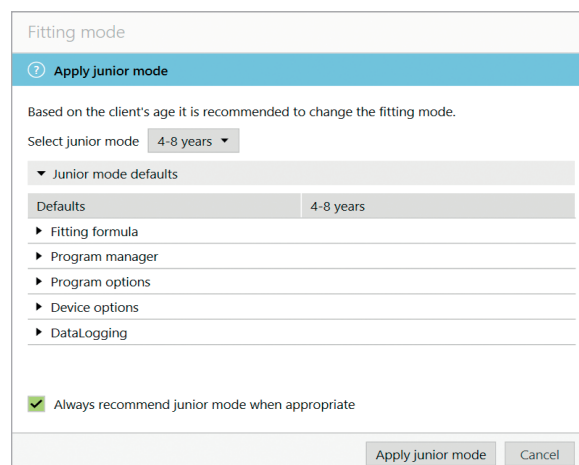 Fitting mode
? Apply junior mode
Based on the client's age it is recommended to change the fitting mode.
Select junior mode 4-8 years
Junior mode defaults
Defaults 4-8 years
Fitting formula
Program manager
Program options
Device options
DataLogging
Always recommend junior mode when appropriate
Apply junior mode Cancel